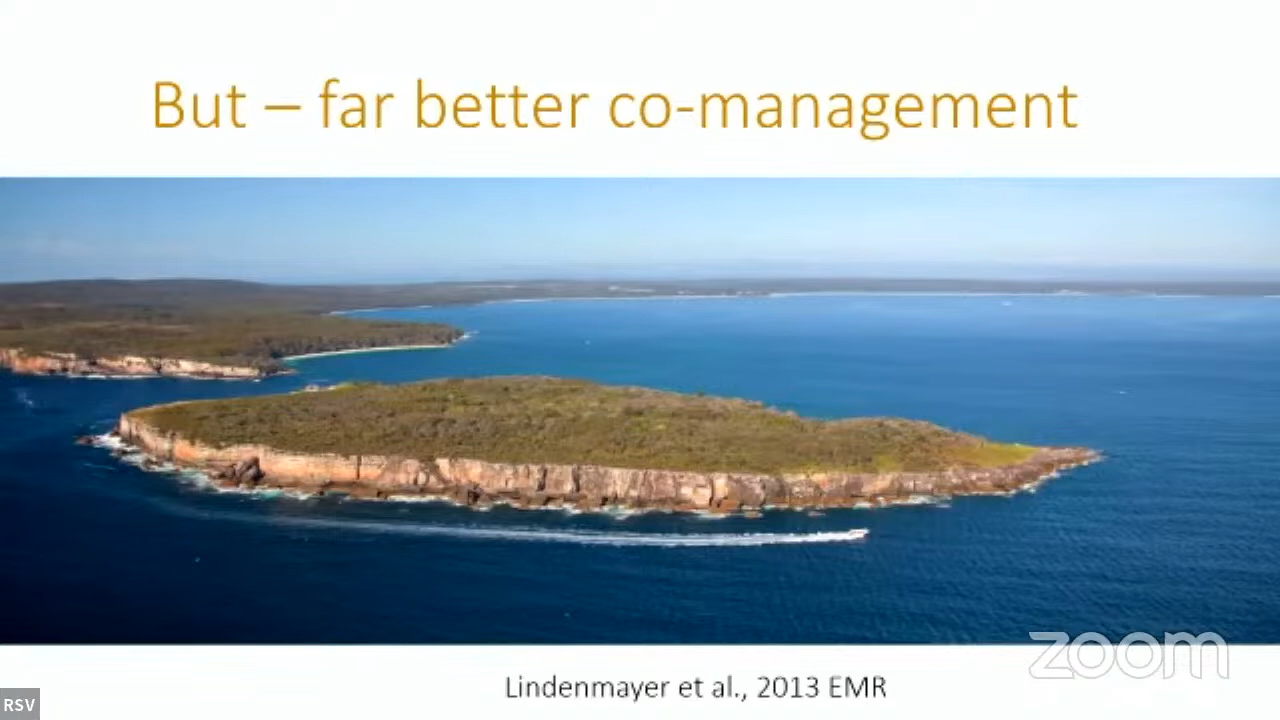 But – far better co-management
zoom
Lindenmayer et al., 2013 EMR
RSV